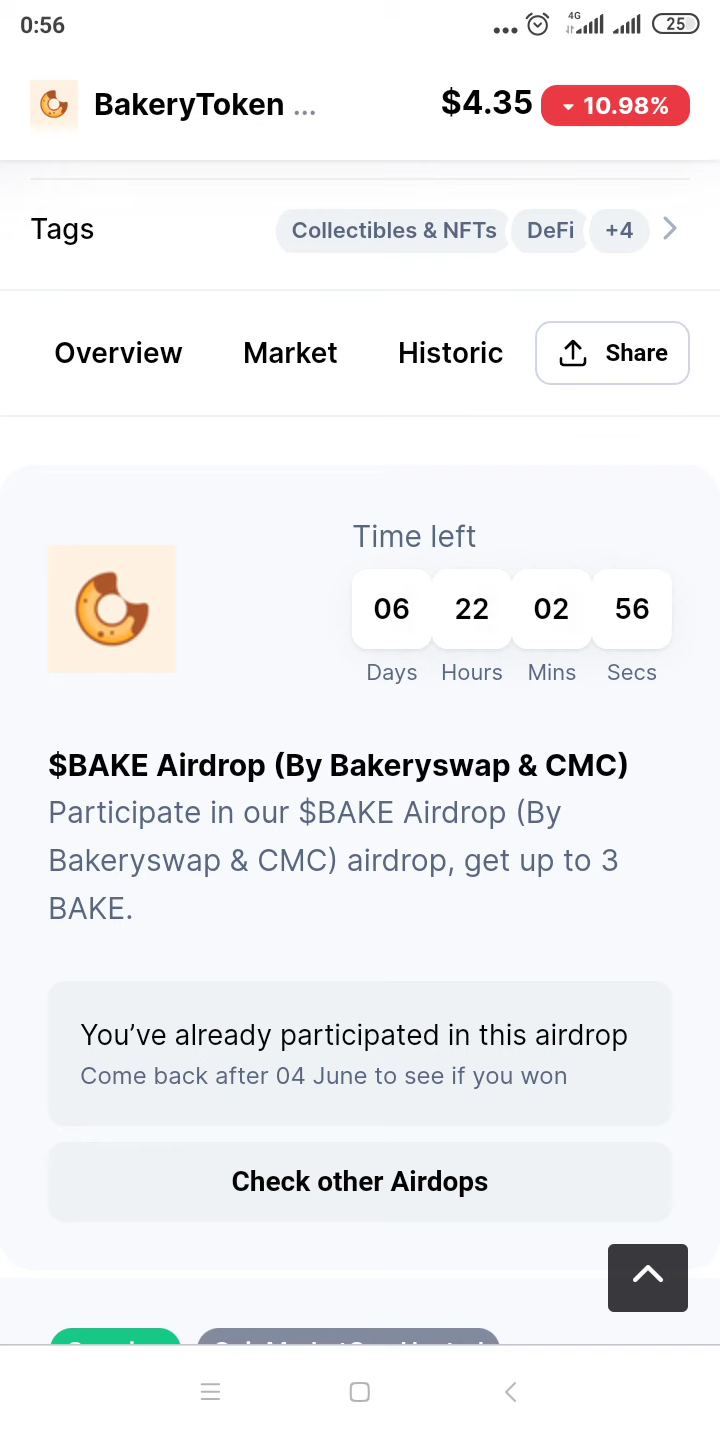 0:56
4G
25
BakeryToken ...
$4.35
10.98%
Tags
Collectibles & NFTs
DeFi
+4
Overview
Market
Historic
Share
Time left
06
22
02
56
Days
Hours
Mins
Secs
$BAKE Airdrop (By Bakeryswap & CMC)
Participate in our $BAKE Airdrop (By
Bakeryswap & CMC) airdrop, get up to 3
BAKE.
You’ve already participated in this airdrop
Come back after 04 June to see if you won
Check other Airdops